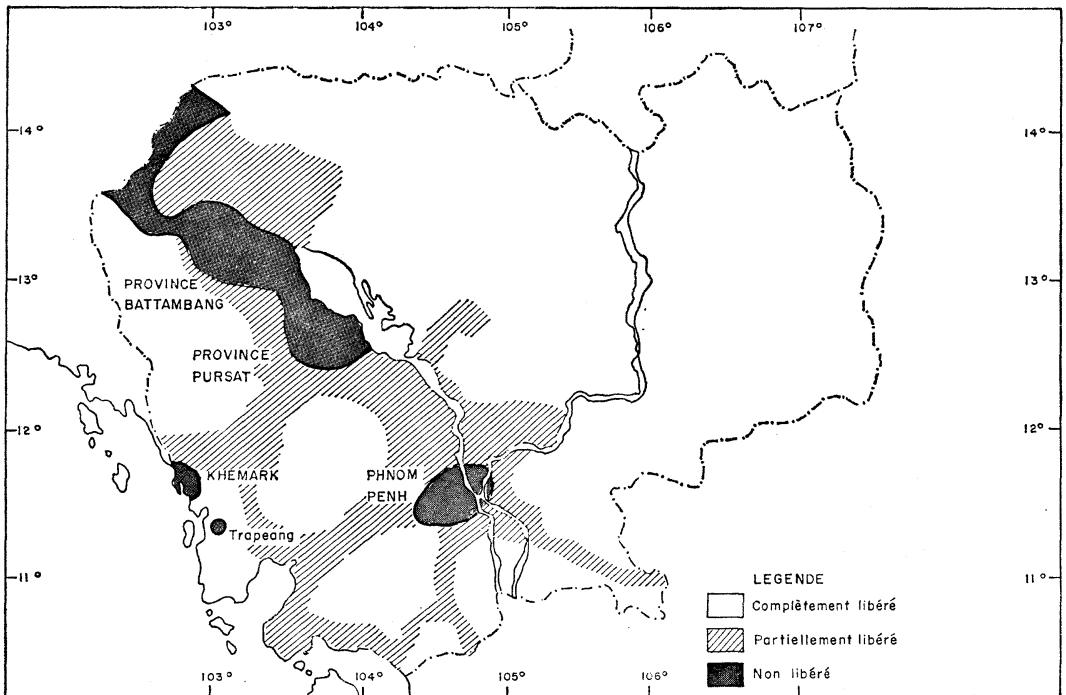 103° 104° 105° 106° 107°
14° 14°
13° 13°
PROVINCE
BATTAMBANG
PROVINCE
PURSAT
12° 12°
KHEMARK
PHNOM
PENH
Trapeang
11° 11°
LEGENDE
Complètement libéré
Partiellement libéré
Non libéré
103° 104° 105° 106°